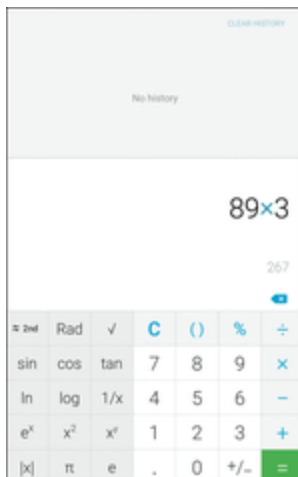 CLEAR HISTORY
No history
89×3
267
≒ 2nd Rad √ C () % ÷
sin cos tan 7 8 9 ×
ln log 1/x 4 5 6 −
eˣ x² xʸ 1 2 3 +
|x| π e . 0 +/− =